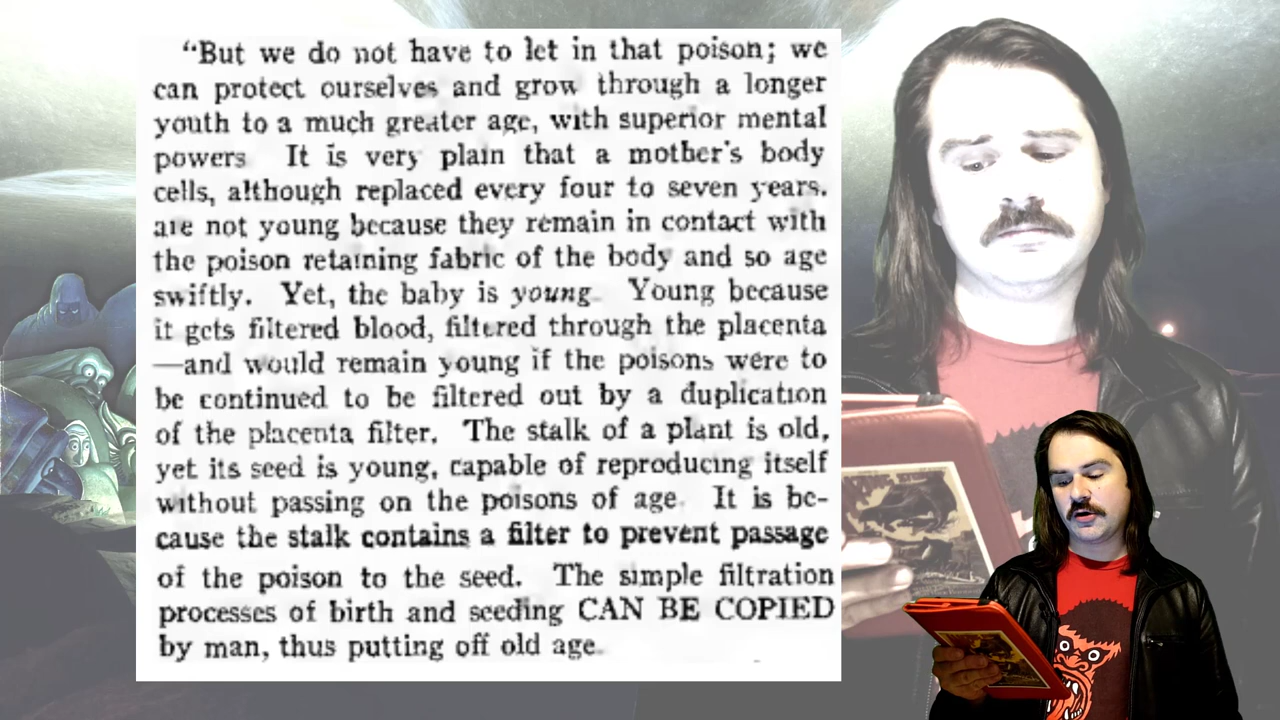 “But we do not have to let in that poison; we
can protect ourselves and grow through a longer
youth to a much greater age, with superior mental
powers It is very plain that a mother's body
cells, although replaced every four to seven years.
are not young because they remain in contact with
the poison retaining fabric of the body and so age
swiftly. Yet, the baby is young Young because
it gets filtered blood, filtered through the placenta
—and would remain young if the poisons were to
be continued to be filtered out by a duplication
of the placenta filter. The stalk of a plant is old,
yet its seed is young, capable of reproducing itself
without passing on the poisons of age. It is be-
cause the stalk contains a filter to prevent passage
of the poison to the seed. The simple filtration
processes of birth and seeding CAN BE COPIED
by man, thus putting off old age.